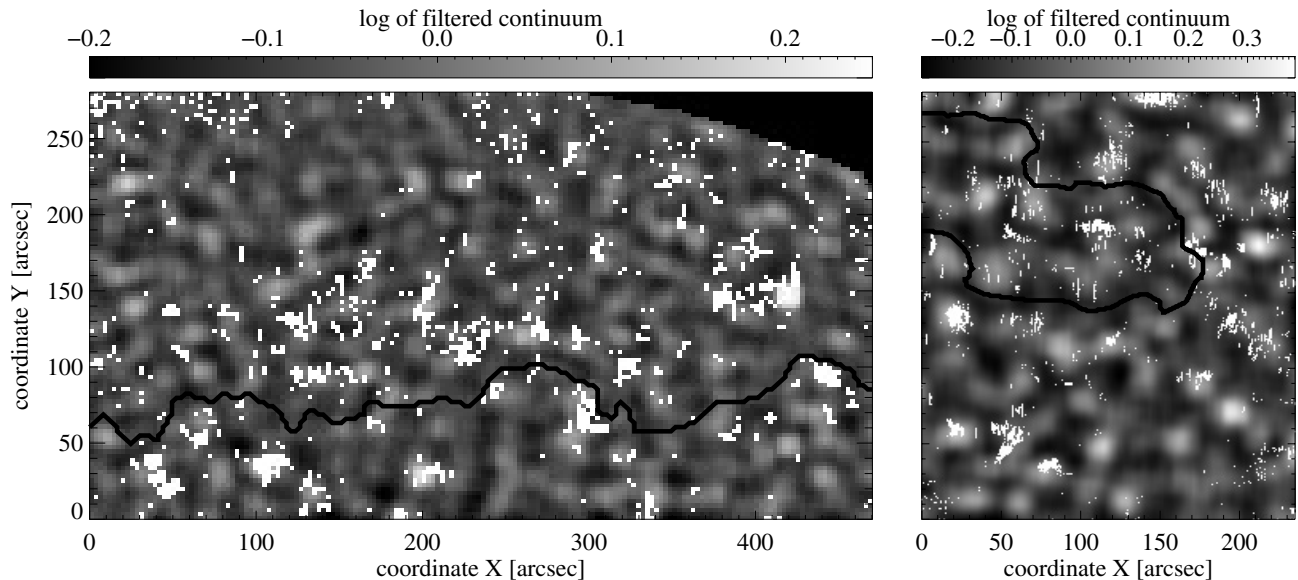 log of filtered continuum
−0.2 −0.1 0.0 0.1 0.2
log of filtered continuum
−0.2 −0.1 0.0 0.1 0.2 0.3
coordinate Y [arcsec]
250
200
150
100
50
0
0 100 200 300 400
coordinate X [arcsec]
0 50 100 150 200
coordinate X [arcsec]